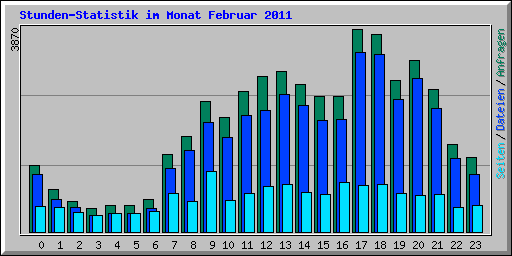 Stunden-Statistik im Monat Februar 2011
3870
Seiten / Dateien / Anfragen
0 1 2 3 4 5 6 7 8 9 10 11 12 13 14 15 16 17 18 19 20 21 22 23